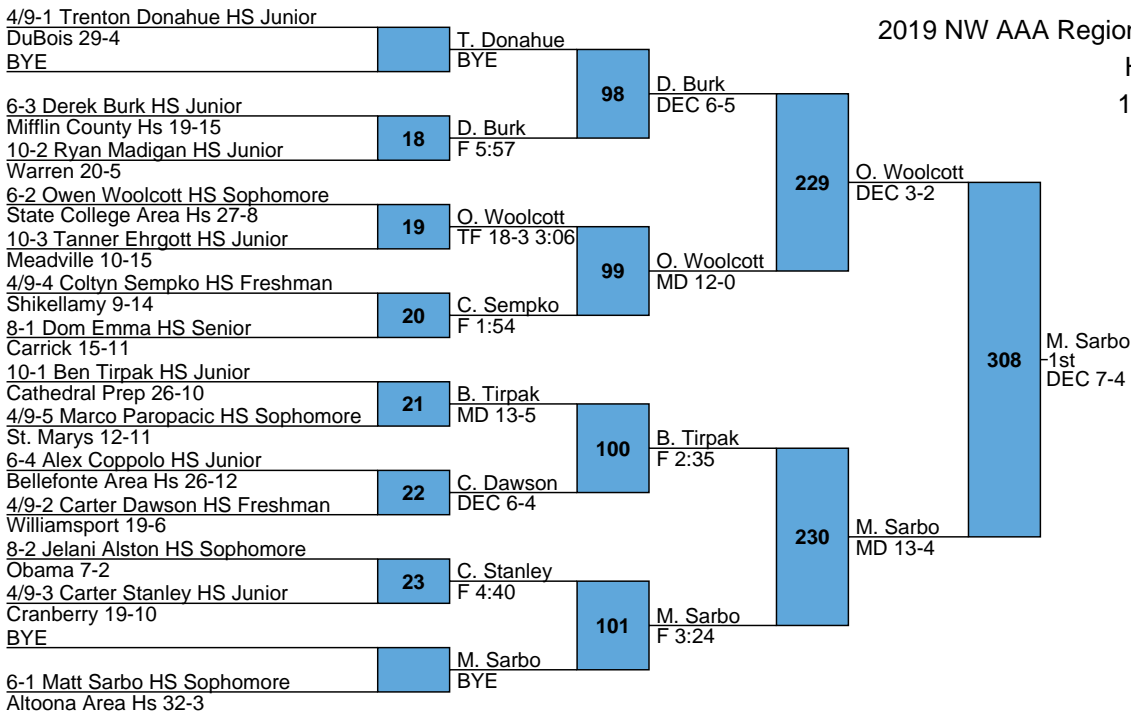 4/9-1 Trenton Donahue HS Junior
DuBois 29-4
BYE
6-3 Derek Burk HS Junior
Mifflin County Hs 19-15
10-2 Ryan Madigan HS Junior
Warren 20-5
6-2 Owen Woolcott HS Sophomore
State College Area Hs 27-8
10-3 Tanner Ehrgott HS Junior
Meadville 10-15
4/9-4 Coltyn Sempko HS Freshman
Shikellamy 9-14
8-1 Dom Emma HS Senior
Carrick 15-11
10-1 Ben Tirpak HS Junior
Cathedral Prep 26-10
4/9-5 Marco Paropacic HS Sophomore
St. Marys 12-11
6-4 Alex Coppolo HS Junior
Bellefonte Area Hs 26-12
4/9-2 Carter Dawson HS Freshman
Williamsport 19-6
8-2 Jelani Alston HS Sophomore
Obama 7-2
4/9-3 Carter Stanley HS Junior
Cranberry 19-10
BYE
6-1 Matt Sarbo HS Sophomore
Altoona Area Hs 32-3
18
19
20
21
22
23
T. Donahue
BYE
D. Burk
F 5:57
O. Woolcott
TF 18-3 3:06
C. Sempko
F 1:54
B. Tirpak
MD 13-5
C. Dawson
DEC 6-4
C. Stanley
F 4:40
M. Sarbo
BYE
98
99
100
101
D. Burk
DEC 6-5
O. Woolcott
MD 12-0
B. Tirpak
F 2:35
M. Sarbo
F 3:24
229
230
O. Woolcott
DEC 3-2
M. Sarbo
MD 13-4
308
M. Sarbo
1st
DEC 7-4
2019 NW AAA Region
H
1